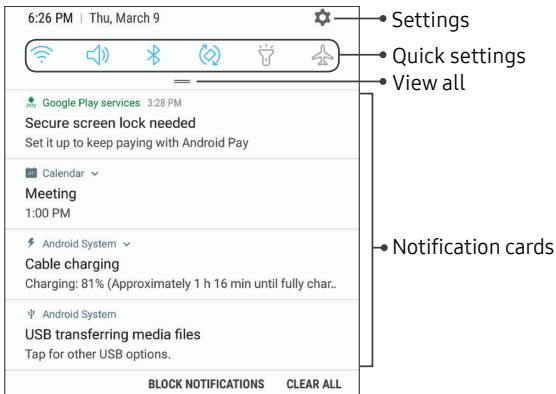 6:26 PM | Thu, March 9
Settings
Quick settings
View all
pay Google Play services 3:28 PM
Secure screen lock needed
Set it up to keep paying with Android Pay
Calendar
Meeting
1:00 PM
Android System
Cable charging
Charging: 81% (Approximately 1 h 16 min until fully char..
Notification cards
Android System
USB transferring media files
Tap for other USB options.
BLOCK NOTIFICATIONS CLEAR ALL